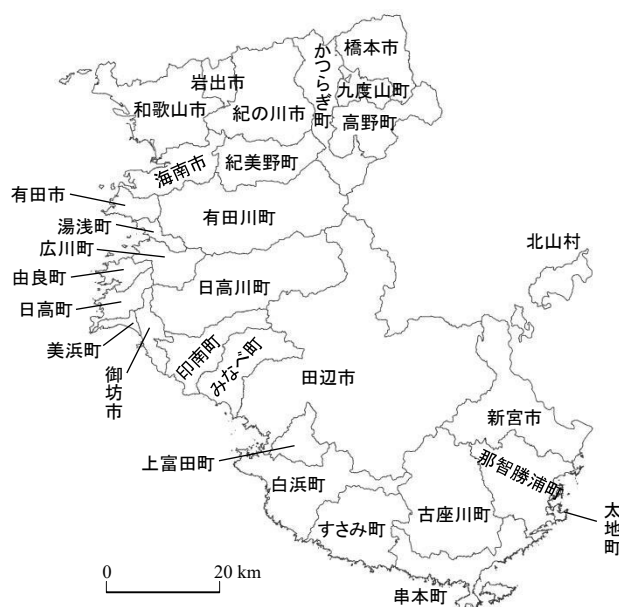 橋本市
かつらぎ町
岩出市
九度山町
和歌山市
紀の川市
高野町
海南市
紀美野町
有田市
有田川町
湯浅町
広川町
北山村
由良町
日高川町
日高町
美浜町
印南町
みなべ町
御坊市
田辺市
新宮市
上富田町
那智勝浦町
白浜町
古座川町
すさみ町
太地町
串本町
0 20 km